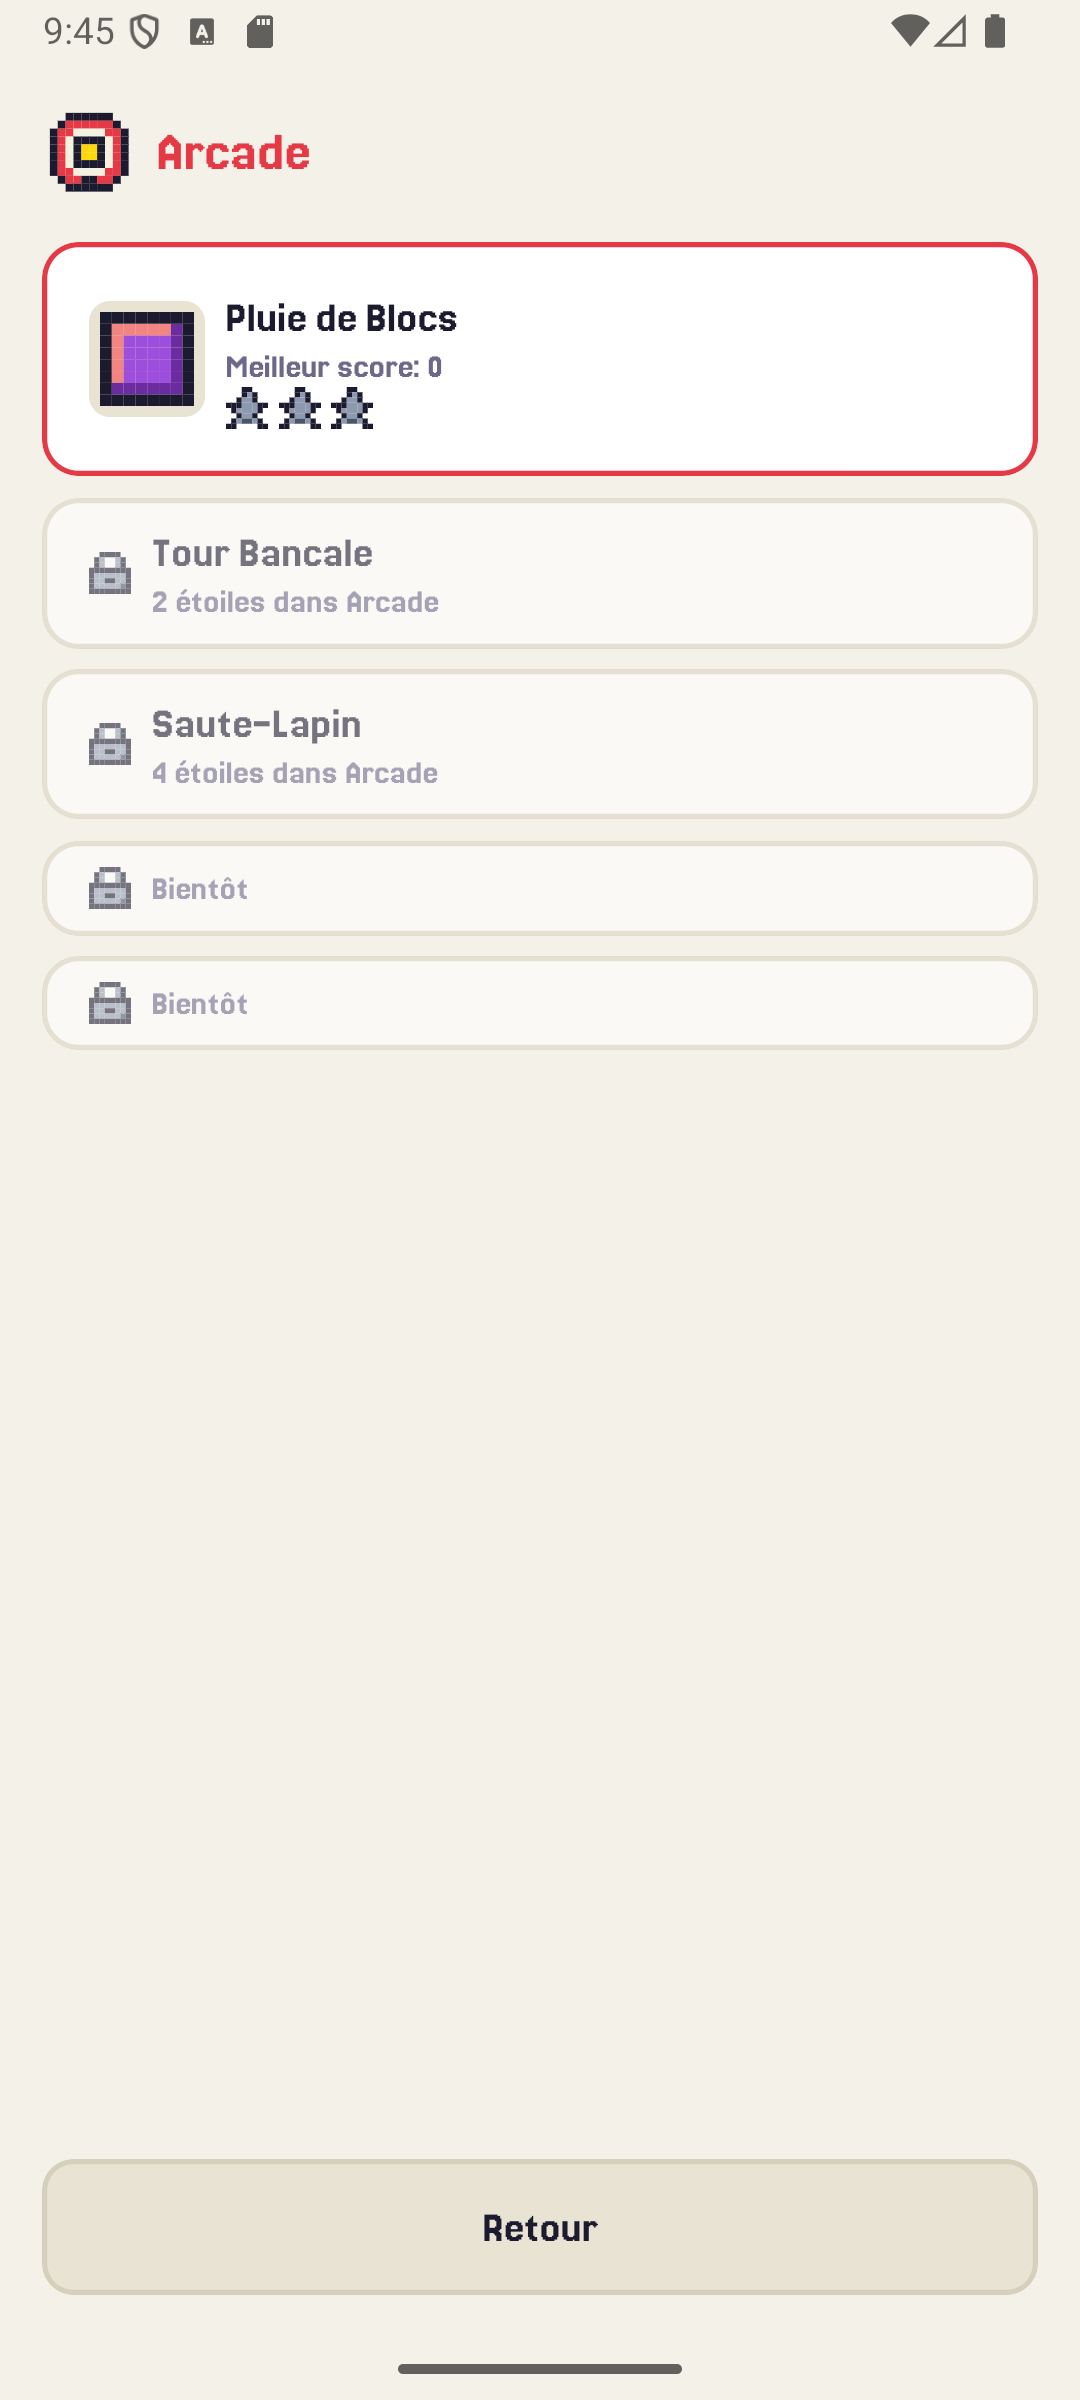 9:45
Arcade
Pluie de Blocs
Meilleur score: 0
Tour Bancale
2 étoiles dans Arcade
Saute-Lapin
4 étoiles dans Arcade
Bientôt
Bientôt
Retour